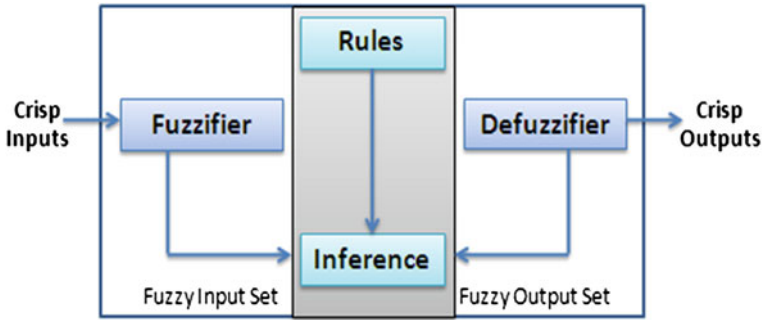 Rules
Crisp
Inputs
Fuzzifier
Defuzzifier
Crisp
Outputs
Inference
Fuzzy Input Set
Fuzzy Output Set